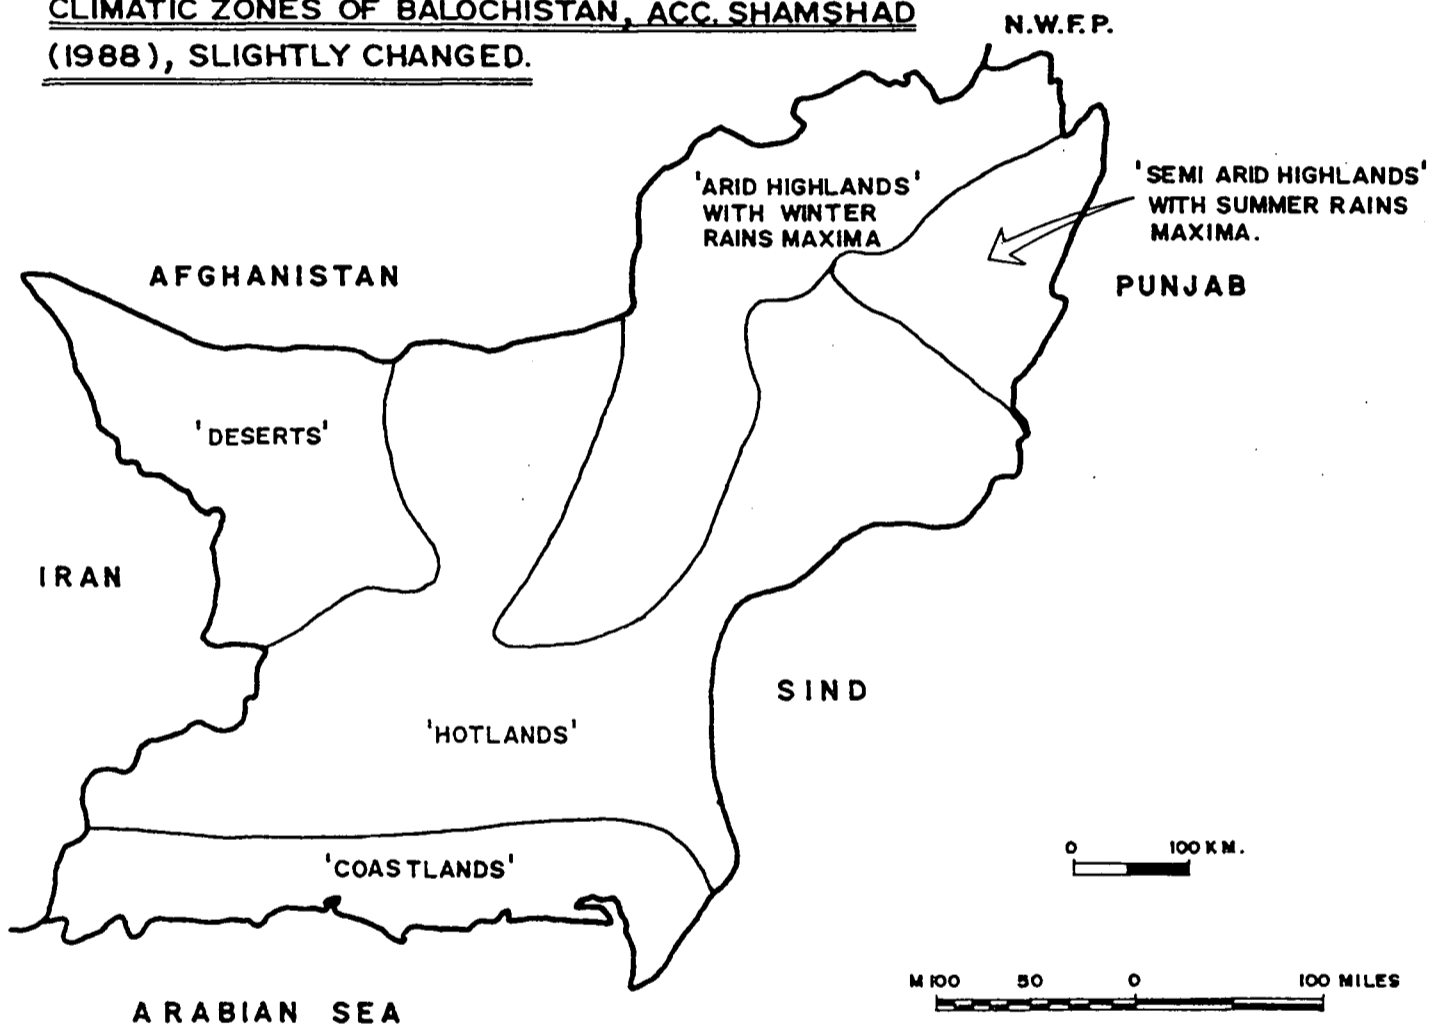 CLIMATIC ZONES OF BALOCHISTAN, ACC. SHAMSHAD
(1988), SLIGHTLY CHANGED.
N.W.F.P.
'ARID HIGHLANDS'
WITH WINTER
RAINS MAXIMA
'SEMI ARID HIGHLANDS'
WITH SUMMER RAINS
MAXIMA.
AFGHANISTAN
PUNJAB
'DESERTS'
IRAN
SIND
'HOTLANDS'
'COASTLANDS'
0 100 KM.
M 100 50 0 100 MILES
ARABIAN SEA